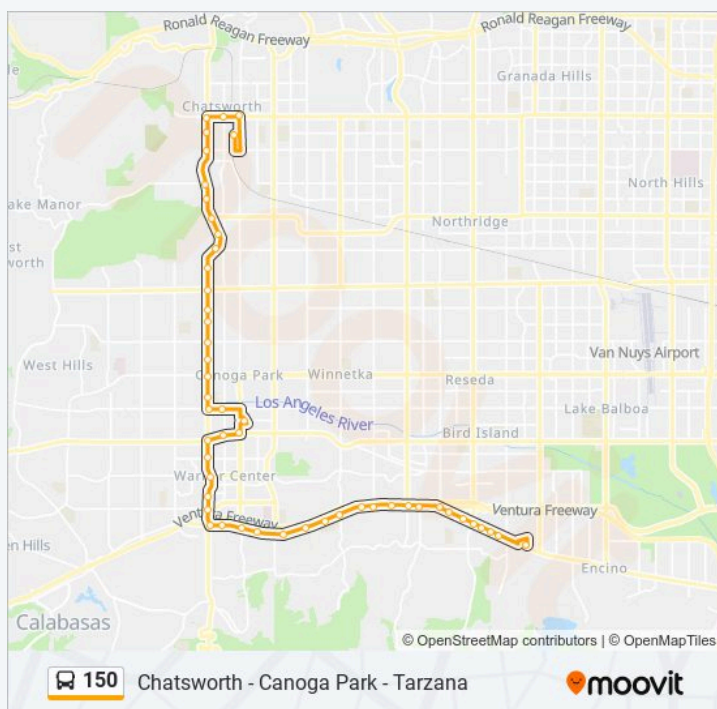 Ronald Reagan Freeway
Ronald Reagan Freeway
Granada Hills
Chatsworth
North Hills
ake Manor
Northridge
st
sworth
Van Nuys Airport
West Hills
Canoga Park
Winnetka
Reseda
Los Angeles River
Lake Balboa
Bird Island
Warner Center
Ventura Freeway
Ventura Freeway
en Hills
Encino
Calabasas
© OpenStreetMap contributors | © OpenMapTiles
150 Chatsworth - Canoga Park - Tarzana
moovit